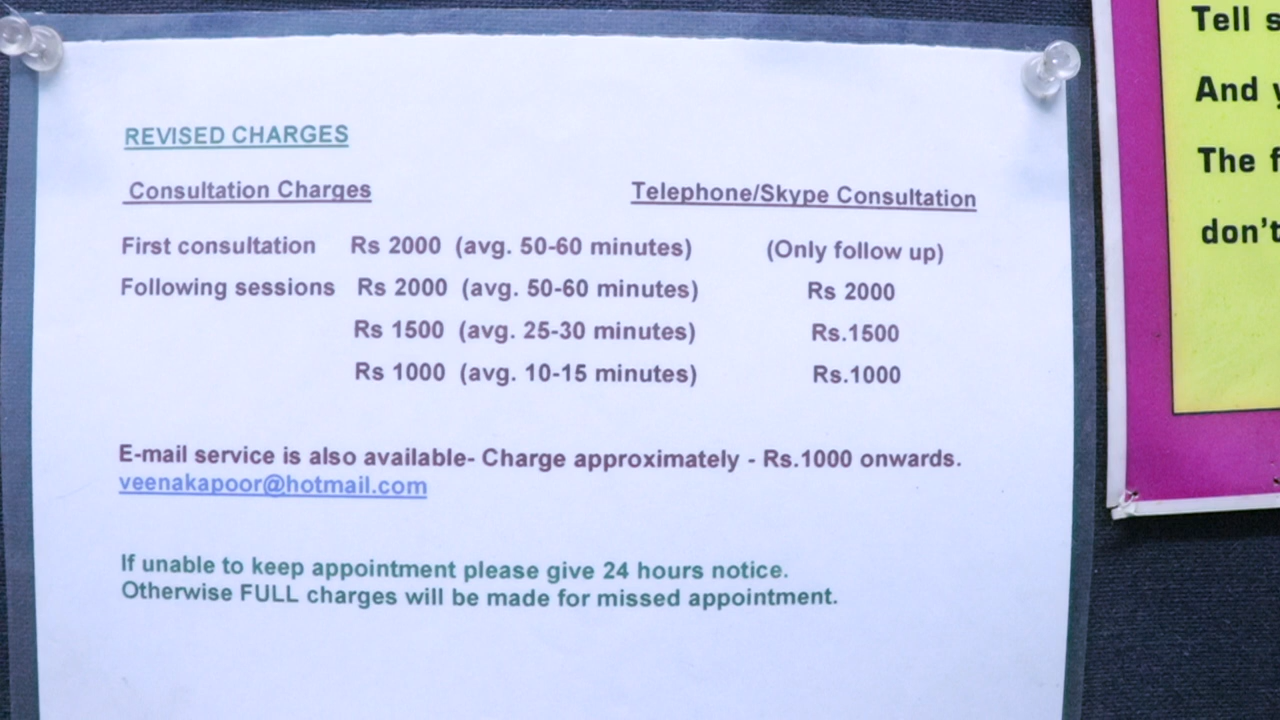 REVISED CHARGES
Consultation Charges Telephone/Skype Consultation
First consultation Rs 2000 (avg. 50-60 minutes) (Only follow up)
Following sessions Rs 2000 (avg. 50-60 minutes) Rs 2000
Rs 1500 (avg. 25-30 minutes) Rs.1500
Rs 1000 (avg. 10-15 minutes) Rs.1000
E-mail service is also available- Charge approximately - Rs.1000 onwards.
veenakapoor@hotmail.com
If unable to keep appointment please give 24 hours notice.
Otherwise FULL charges will be made for missed appointment.
Tell
And
The
don't